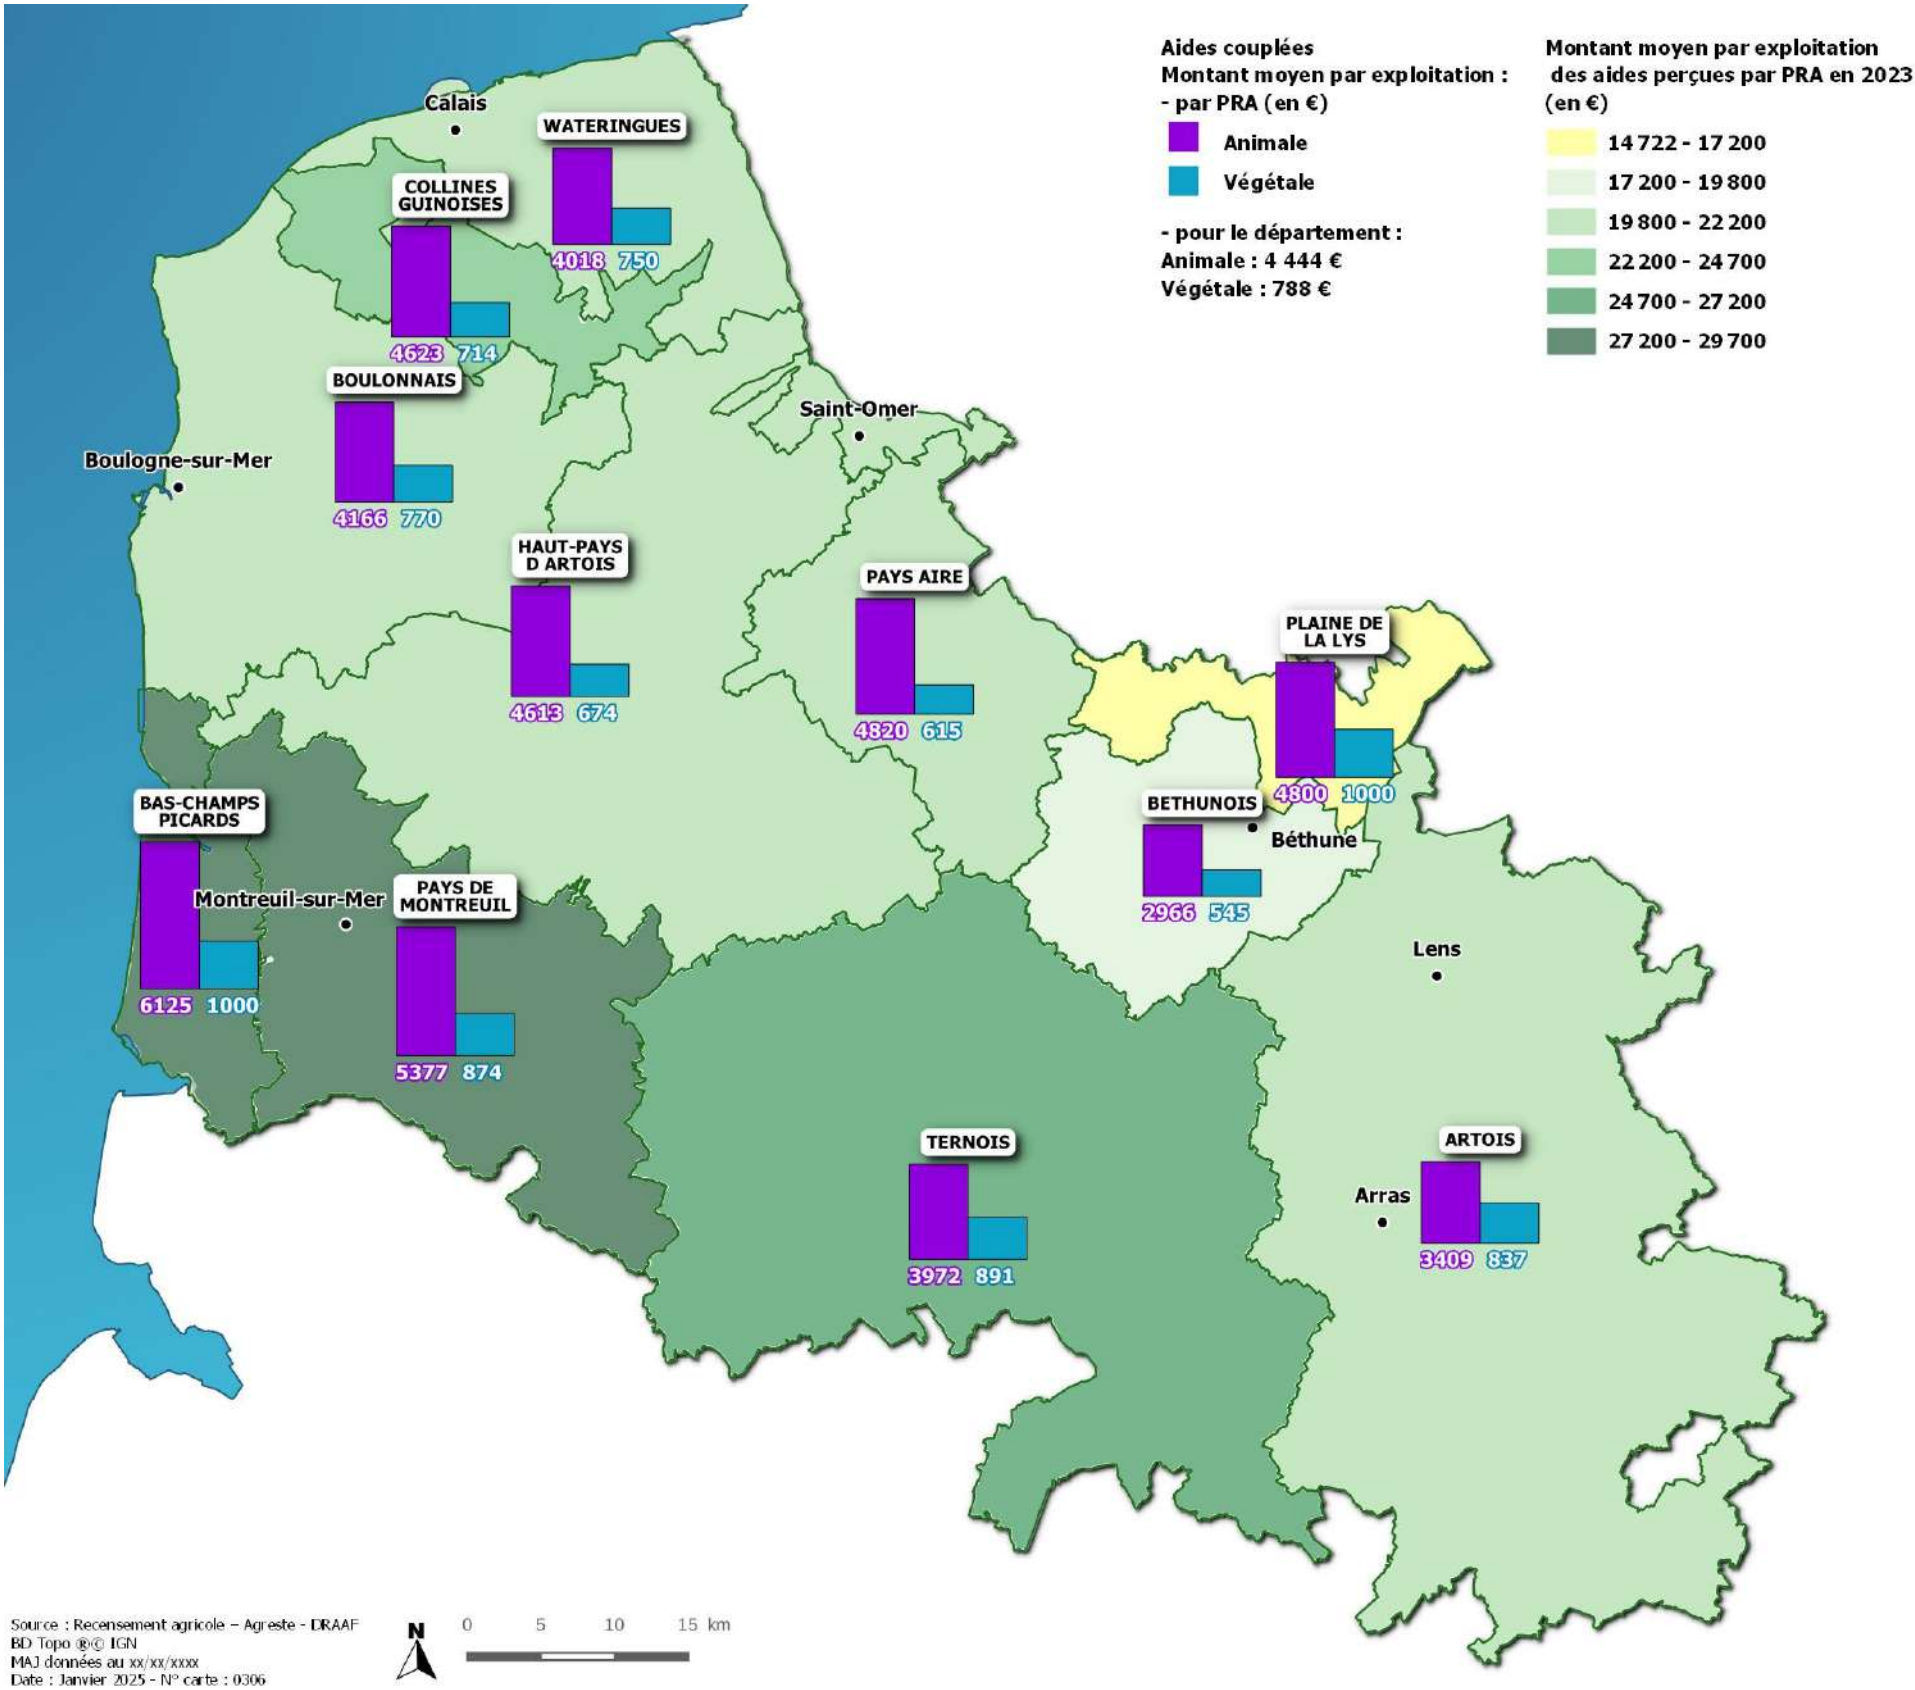 Aides couplées
Montant moyen par exploitation :
- par PRA (en €)
Animale
Végétale
- pour le département :
Animale : 4 444 €
Végétale : 788 €
Montant moyen par exploitation
des aides perçues par PRA en 2023
(en €)
14 722 - 17 200
17 200 - 19 800
19 800 - 22 200
22 200 - 24 700
24 700 - 27 200
27 200 - 29 700
Calais
WATERINGUES
4018 750
COLLINES
GUINOISES
4623 714
BOULONNAIS
4166 770
Saint-Omer
Boulogne-sur-Mer
HAUT-PAYS
D ARTOIS
4613 674
PAYS AIRE
4820 615
PLAINE DE
LA LYS
4800 1000
BETHUNOIS
Béthune
2966 545
BAS-CHAMPS
PICARDS
6125 1000
Montreuil-sur-Mer
PAYS DE
MONTREUIL
5377 874
Lens
TERNOIS
3972 891
ARTOIS
Arras
3409 837
Source : Recensement agricole – Agreste - DRAAF
BD Topo ®© IGN
MAJ données au xx/xx/xxxx
Date : Janvier 2025 - N° carte : 0306
N
0 5 10 15 km